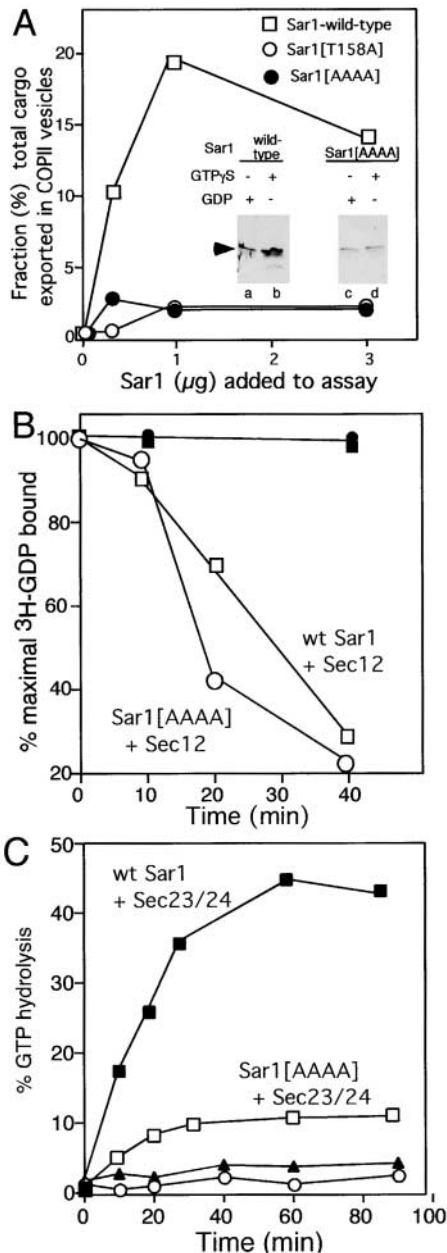 A
Sar1-wild-type
Sar1[T158A]
Sar1[AAAA]
Fraction (%) total cargo
exported in COPII vesicles
20
15
10
5
2
0
Sar1 wild-type Sar1[AAAA]
GTPγS - + - +
GDP + - + -
a b c d
0 1 2 3
Sar1 (µg) added to assay
B
% maximal ³H-GDP bound
100
80
60
40
20
wt Sar1
+ Sec12
Sar1[AAAA]
+ Sec12
0 10 20 30 40
Time (min)
C
% GTP hydrolysis
50
40
30
20
10
0
wt Sar1
+ Sec23/24
Sar1[AAAA]
+ Sec23/24
0 20 40 60 80 100
Time (min)